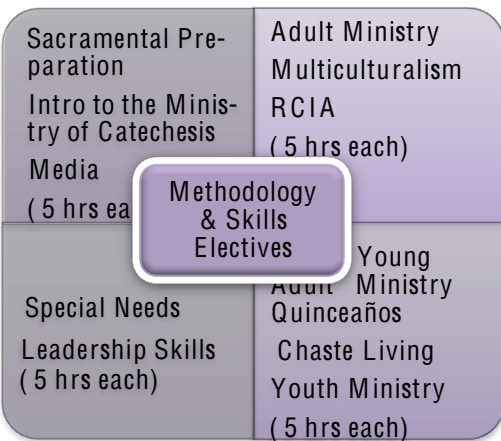 Sacramental Pre-
paration
Intro to the Minis-
try of Catechesis
Media
( 5 hrs ea
Adult Ministry
Multiculturalism
RCIA
( 5 hrs each)
Methodology
& Skills
Electives
Special Needs
Leadership Skills
( 5 hrs each)
Young
Adult Ministry
Quinceaños
Chaste Living
Youth Ministry
( 5 hrs each)